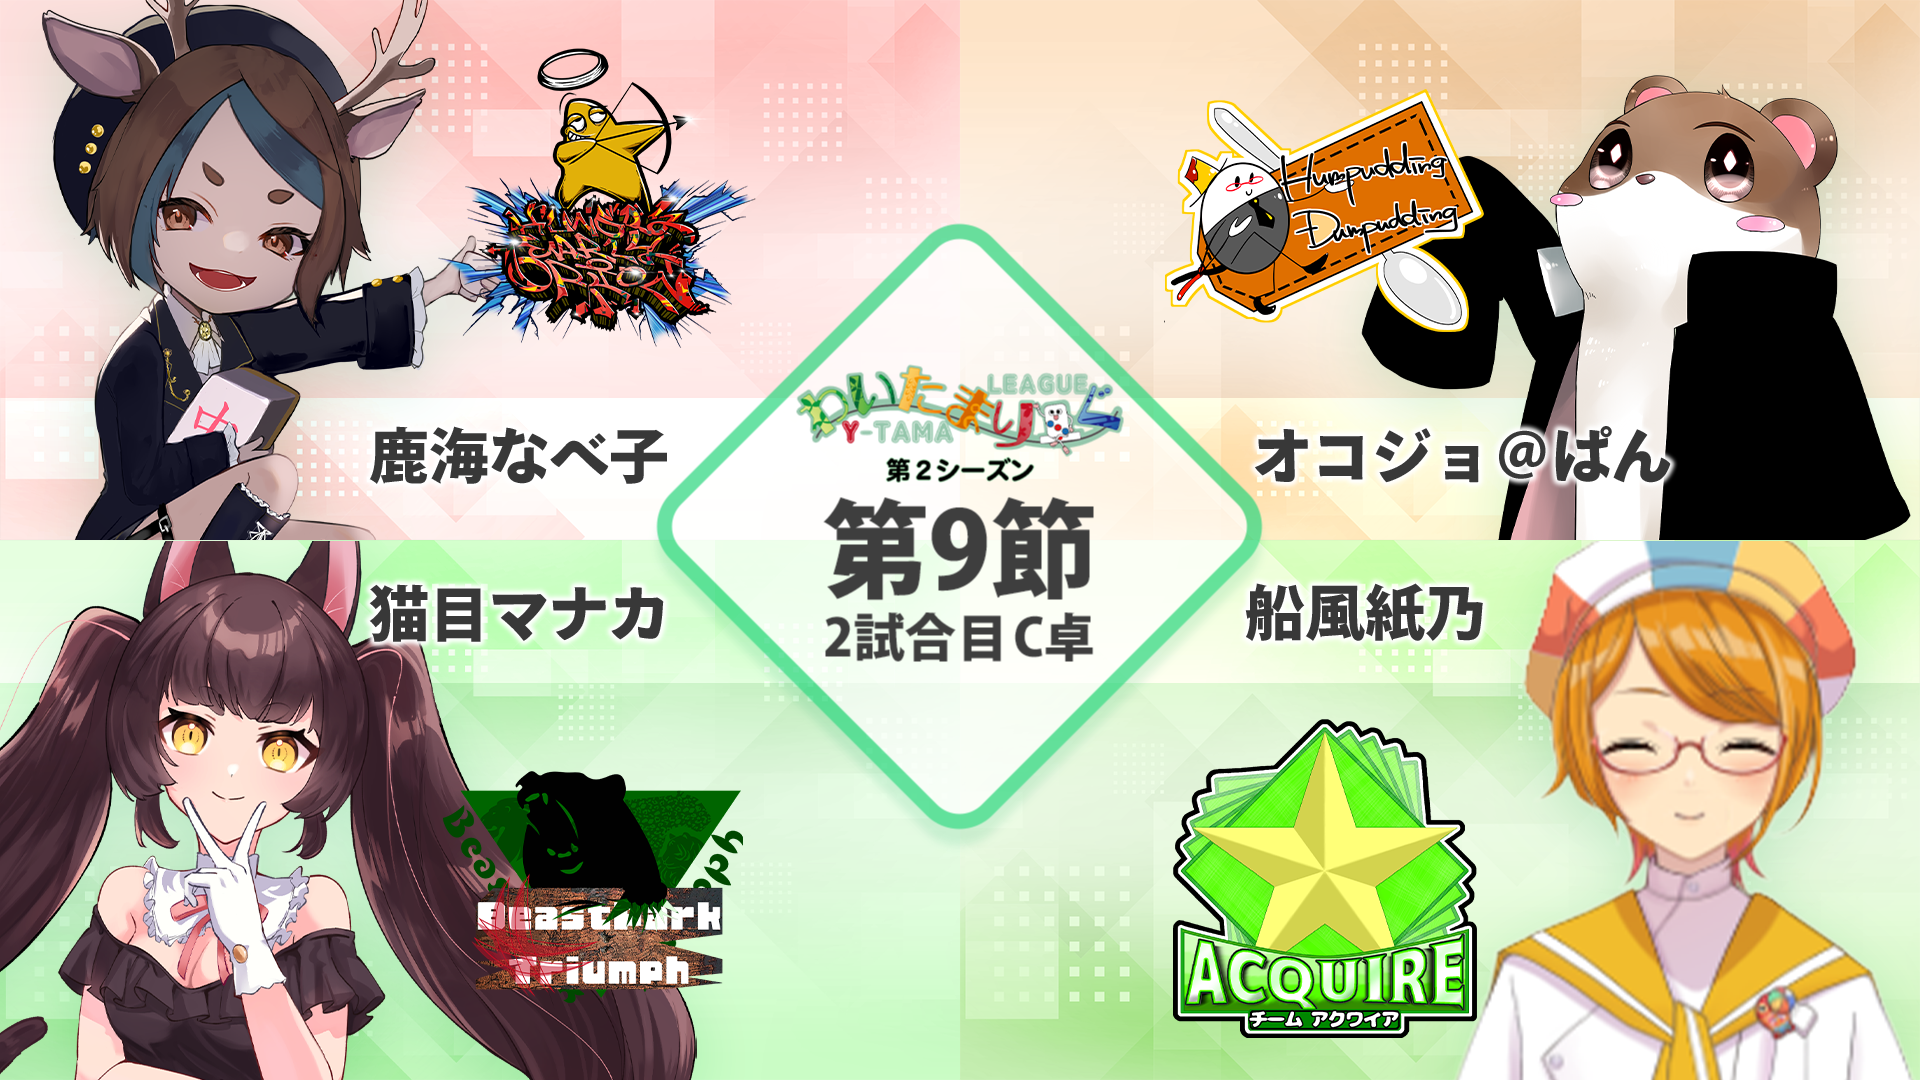 鹿海なべ子
中
Humpudding
Dumpudding
オコジョ@ぱん
わいたまりーぐ
LEAGUE
Y-TAMA
第2シーズン
第9節
2試合目C卓
猫目マナカ
船風紙乃
Triumph
ACQUIRE
チーム アクワイア